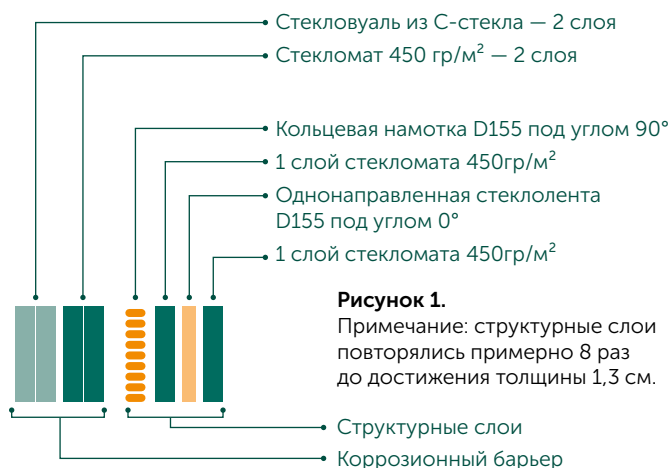 Стекловуаль из С-стекла — 2 слоя
Стекломат 450 гр/м² — 2 слоя
Кольцевая намотка D155 под углом 90°
1 слой стекломата 450гр/м²
Однонаправленная стеклолента
D155 под углом 0°
1 слой стекломата 450гр/м²
Рисунок 1.
Примечание: структурные слои
повторялись примерно 8 раз
до достижения толщины 1,3 см.
Структурные слои
Коррозионный барьер